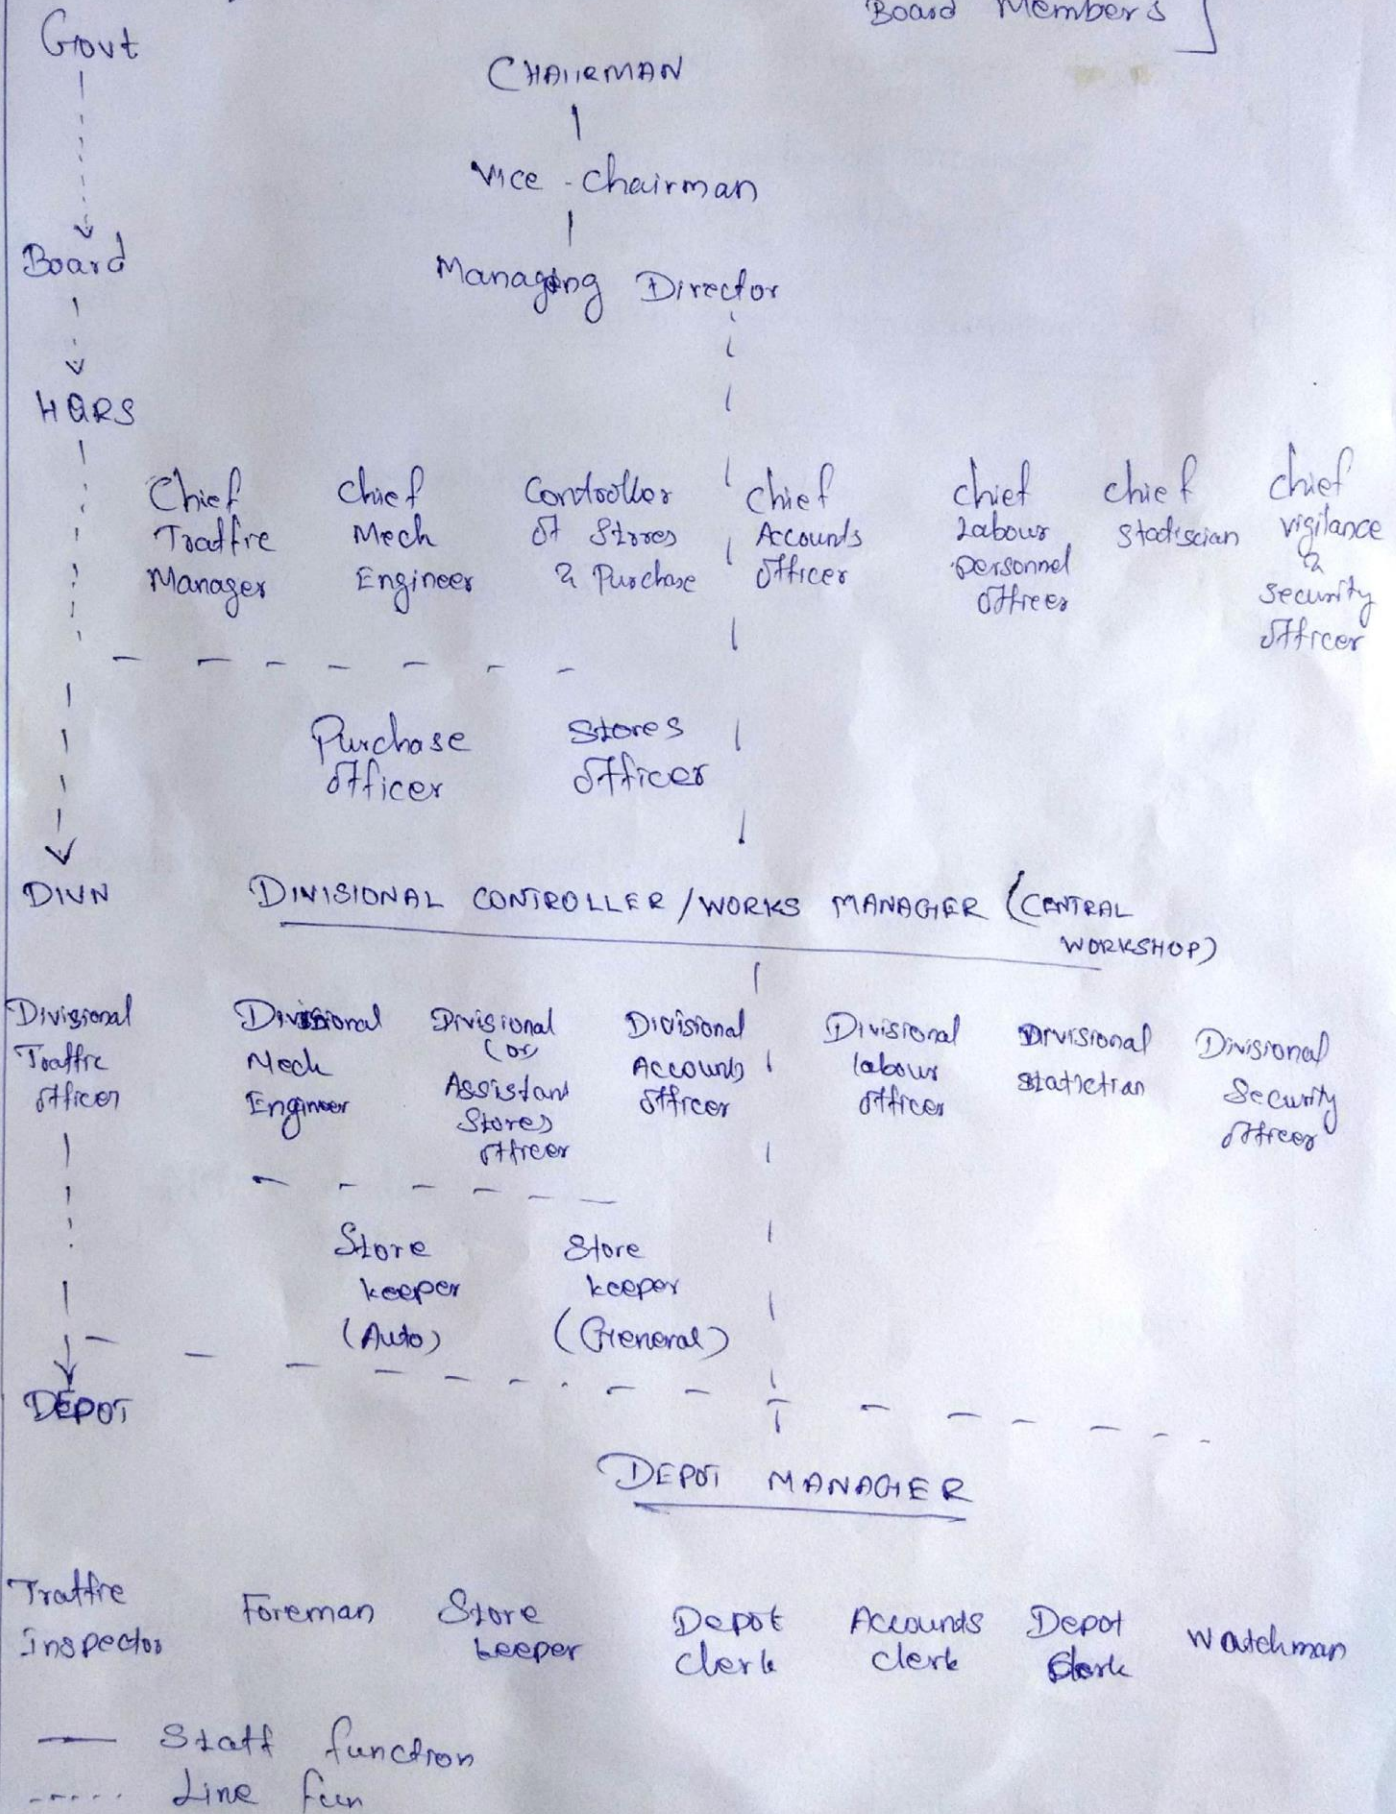 Board Members
Govt
CHAIRMAN
Vice - Chairman
Board
Managing Director
HQRS
Chief Chief Controller Chief chief chief chief
Traffic Mech of Stores Accounts Labour Stadiscian vigilance
Manager Engineer & Purchase Officer personnel &
officer security
officer
Purchase Stores
officer officer
DIVN DIVISIONAL CONTROLLER/WORKS MANAGER (CENTRAL
WORKSHOP)
Divisional Divisional Divisional Divisional Divisional Divisional Divisional
Traffic Mech (or) Accounts labour statictian Security
officer Engineer Assistant officer officer officer
Stores
officer
Store Store
keeper keeper
(Auto) (General)
DEPOT
DEPOT MANAGER
Traffic Foreman Store Depot Accounts Depot Watchman
Inspector keeper clerk clerk clerk
Staff function
Line fun